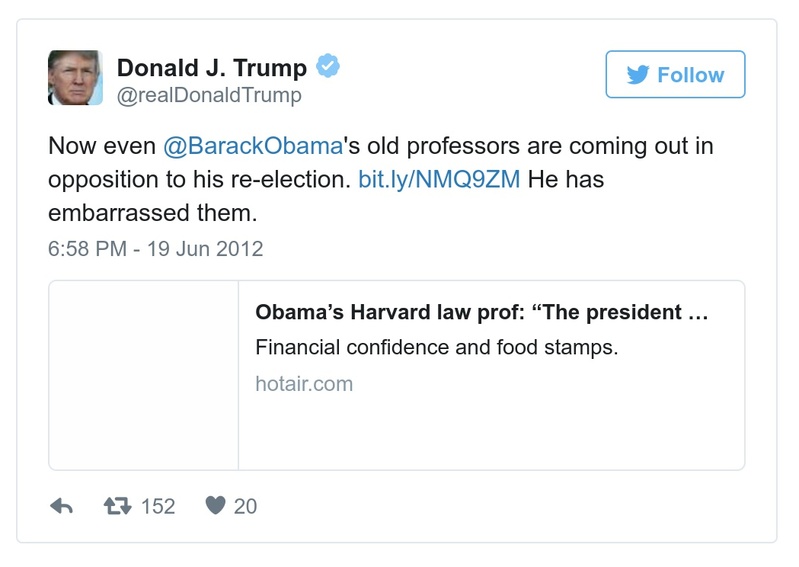 Donald J. Trump
@realDonaldTrump
Follow
Now even @BarackObama's old professors are coming out in
opposition to his re-election. bit.ly/NMQ9ZM He has
embarrassed them.
6:58 PM - 19 Jun 2012
Obama’s Harvard law prof: “The president …
Financial confidence and food stamps.
hotair.com
152
20